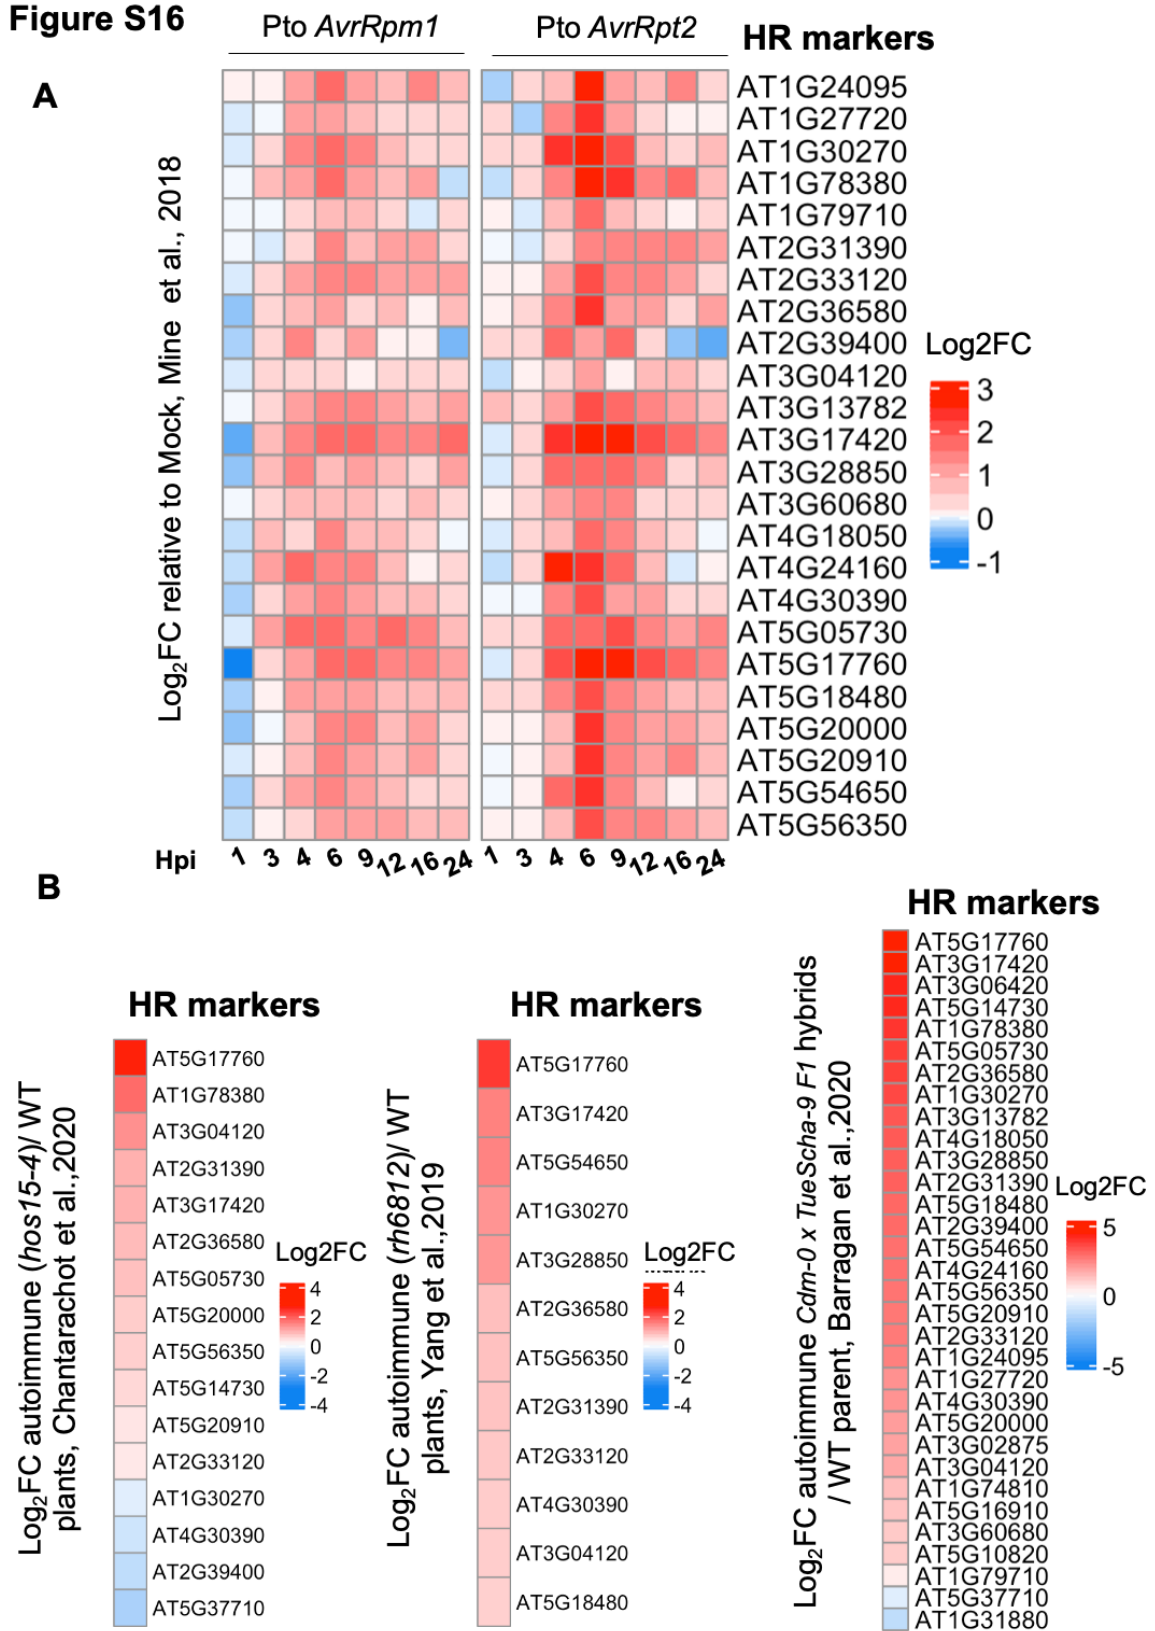 Figure S16
Pto AvrRpm1
Pto AvrRpt2
HR markers
A
Log2FC relative to Mock, Mine et al., 2018
AT1G24095
AT1G27720
AT1G30270
AT1G78380
AT1G79710
AT2G31390
AT2G33120
AT2G36580
AT2G39400
AT3G04120
AT3G13782
AT3G17420
AT3G28850
AT3G60680
AT4G18050
AT4G24160
AT4G30390
AT5G05730
AT5G17760
AT5G18480
AT5G20000
AT5G20910
AT5G54650
AT5G56350
Log2FC
3
2
1
0
-1
Hpi
1 3 4 6 9 12 16 24
1 3 4 6 9 12 16 24
B
HR markers
Log2FC autoimmune (hos15-4)/ WT
plants, Chantarachot et al.,2020
AT5G17760
AT1G78380
AT3G04120
AT2G31390
AT3G17420
AT2G36580
AT5G05730
AT5G20000
AT5G56350
AT5G14730
AT5G20910
AT2G33120
AT1G30270
AT4G30390
AT2G39400
AT5G37710
Log2FC
4
2
0
-2
-4
HR markers
Log2FC autoimmune (rh6812)/ WT
plants, Yang et al.,2019
AT5G17760
AT3G17420
AT5G54650
AT1G30270
AT3G28850
AT2G36580
AT5G56350
AT2G31390
AT2G33120
AT4G30390
AT3G04120
AT5G18480
Log2FC
4
2
0
-2
-4
HR markers
Log2FC autoimmune Cdm-0 x TueScha-9 F1 hybrids
/ WT parent, Barragan et al.,2020
AT5G17760
AT3G17420
AT3G06420
AT5G14730
AT1G78380
AT5G05730
AT2G36580
AT1G30270
AT3G13782
AT4G18050
AT3G28850
AT2G31390
AT5G18480
AT2G39400
AT5G54650
AT4G24160
AT5G56350
AT5G20910
AT2G33120
AT1G24095
AT1G27720
AT4G30390
AT5G20000
AT3G02875
AT3G04120
AT1G74810
AT5G16910
AT3G60680
AT5G10820
AT1G79710
AT5G37710
AT1G31880
Log2FC
5
0
-5